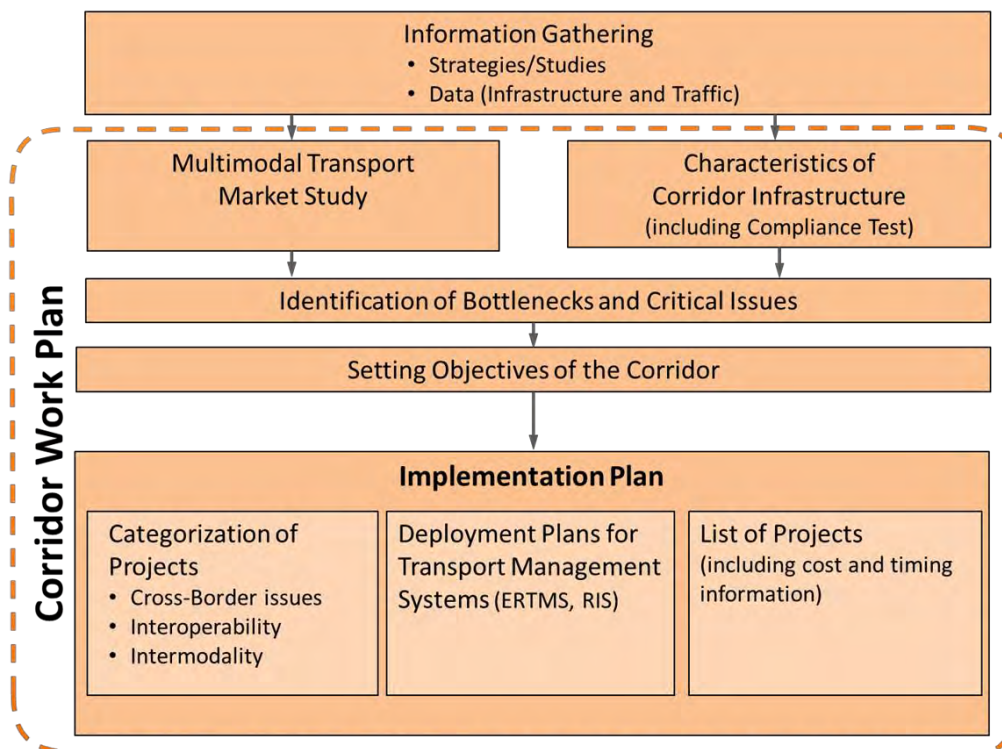 Information Gathering
• Strategies/Studies
• Data (Infrastructure and Traffic)
Multimodal Transport
Market Study
Characteristics of
Corridor Infrastructure
(including Compliance Test)
Identification of Bottlenecks and Critical Issues
Setting Objectives of the Corridor
Corridor Work Plan
Implementation Plan
Categorization of
Projects
• Cross-Border issues
• Interoperability
• Intermodality
Deployment Plans for
Transport Management
Systems (ERTMS, RIS)
List of Projects
(including cost and timing
information)